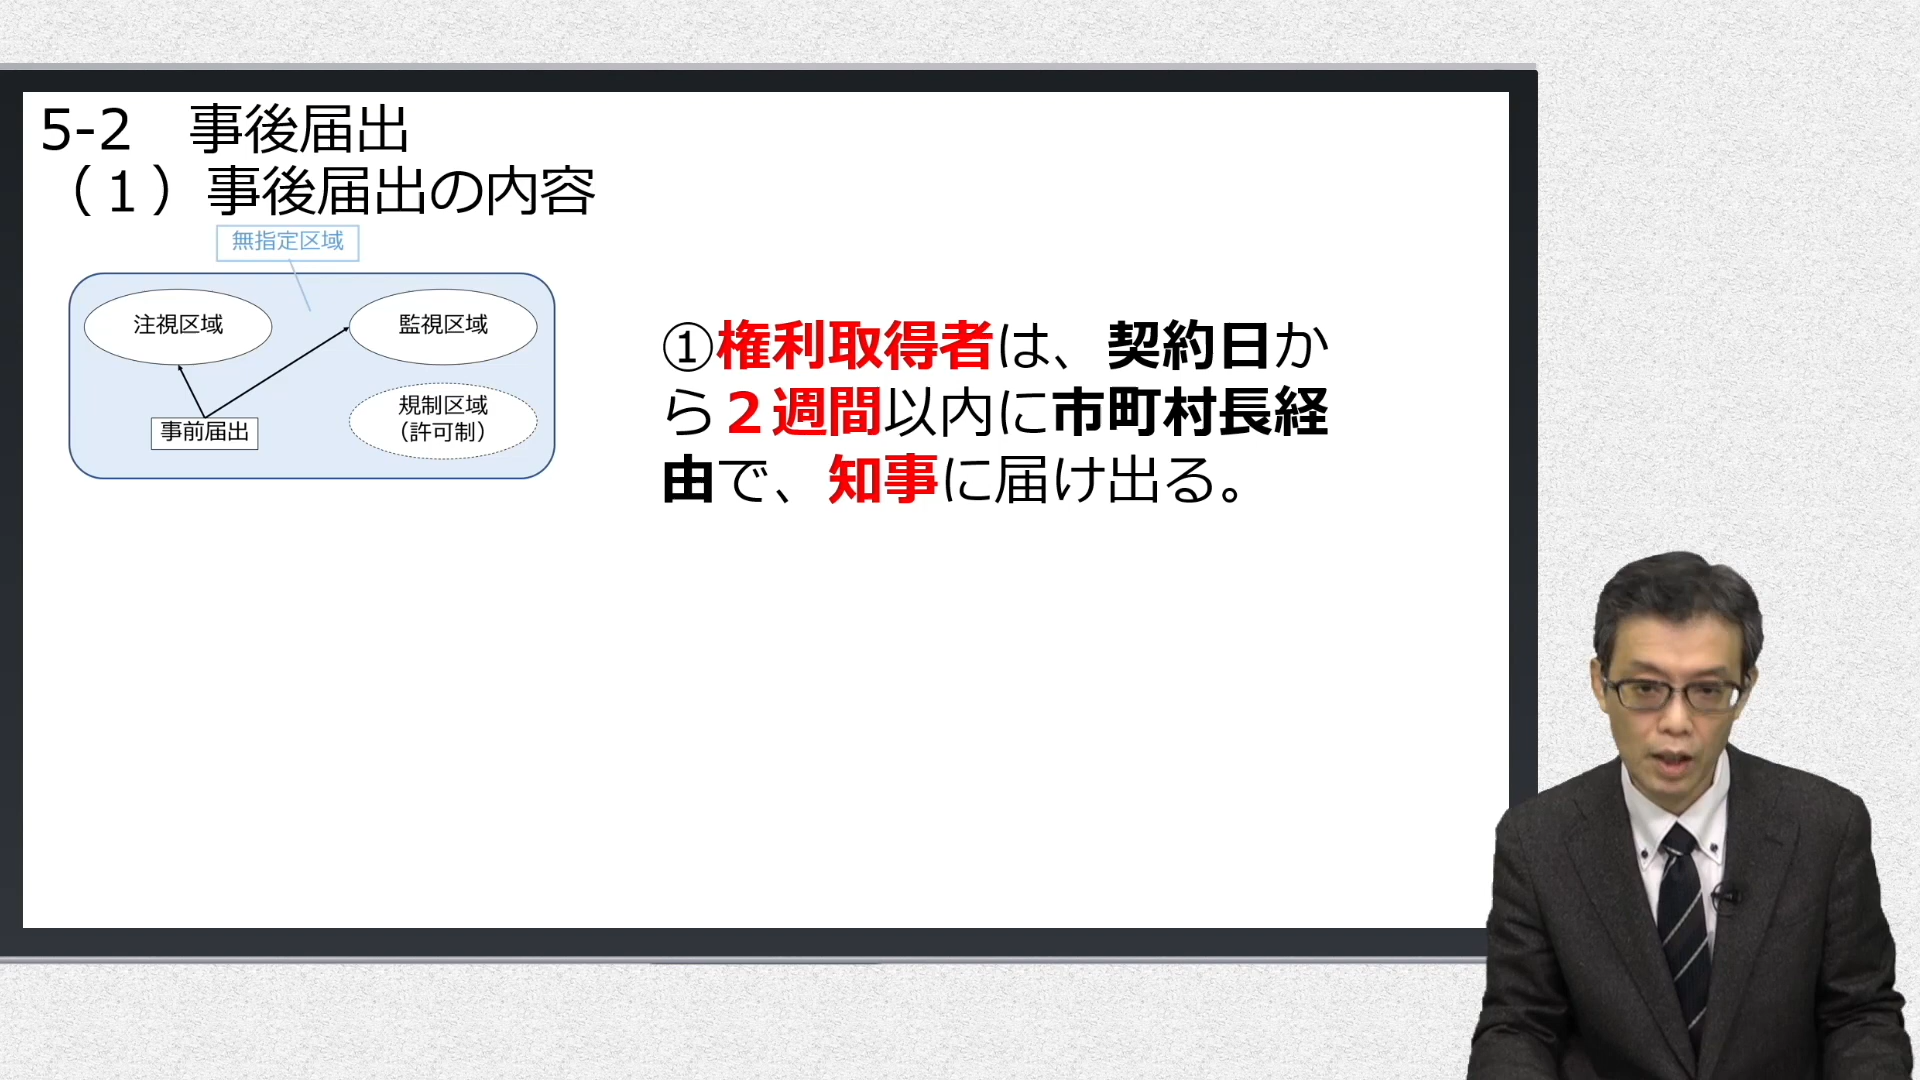 5-2　事後届出
（１）事後届出の内容
無指定区域
注視区域
監視区域
事前届出
規制区域
（許可制）
①権利取得者は、契約日か
ら２週間以内に市町村長経
由で、知事に届け出る。